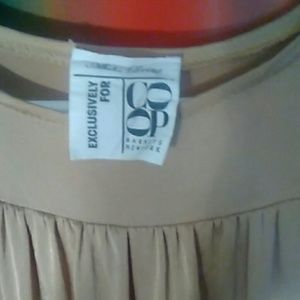 EXCLUSIVELY
FOR
CO
OP
BARNEYS
NEW YORK